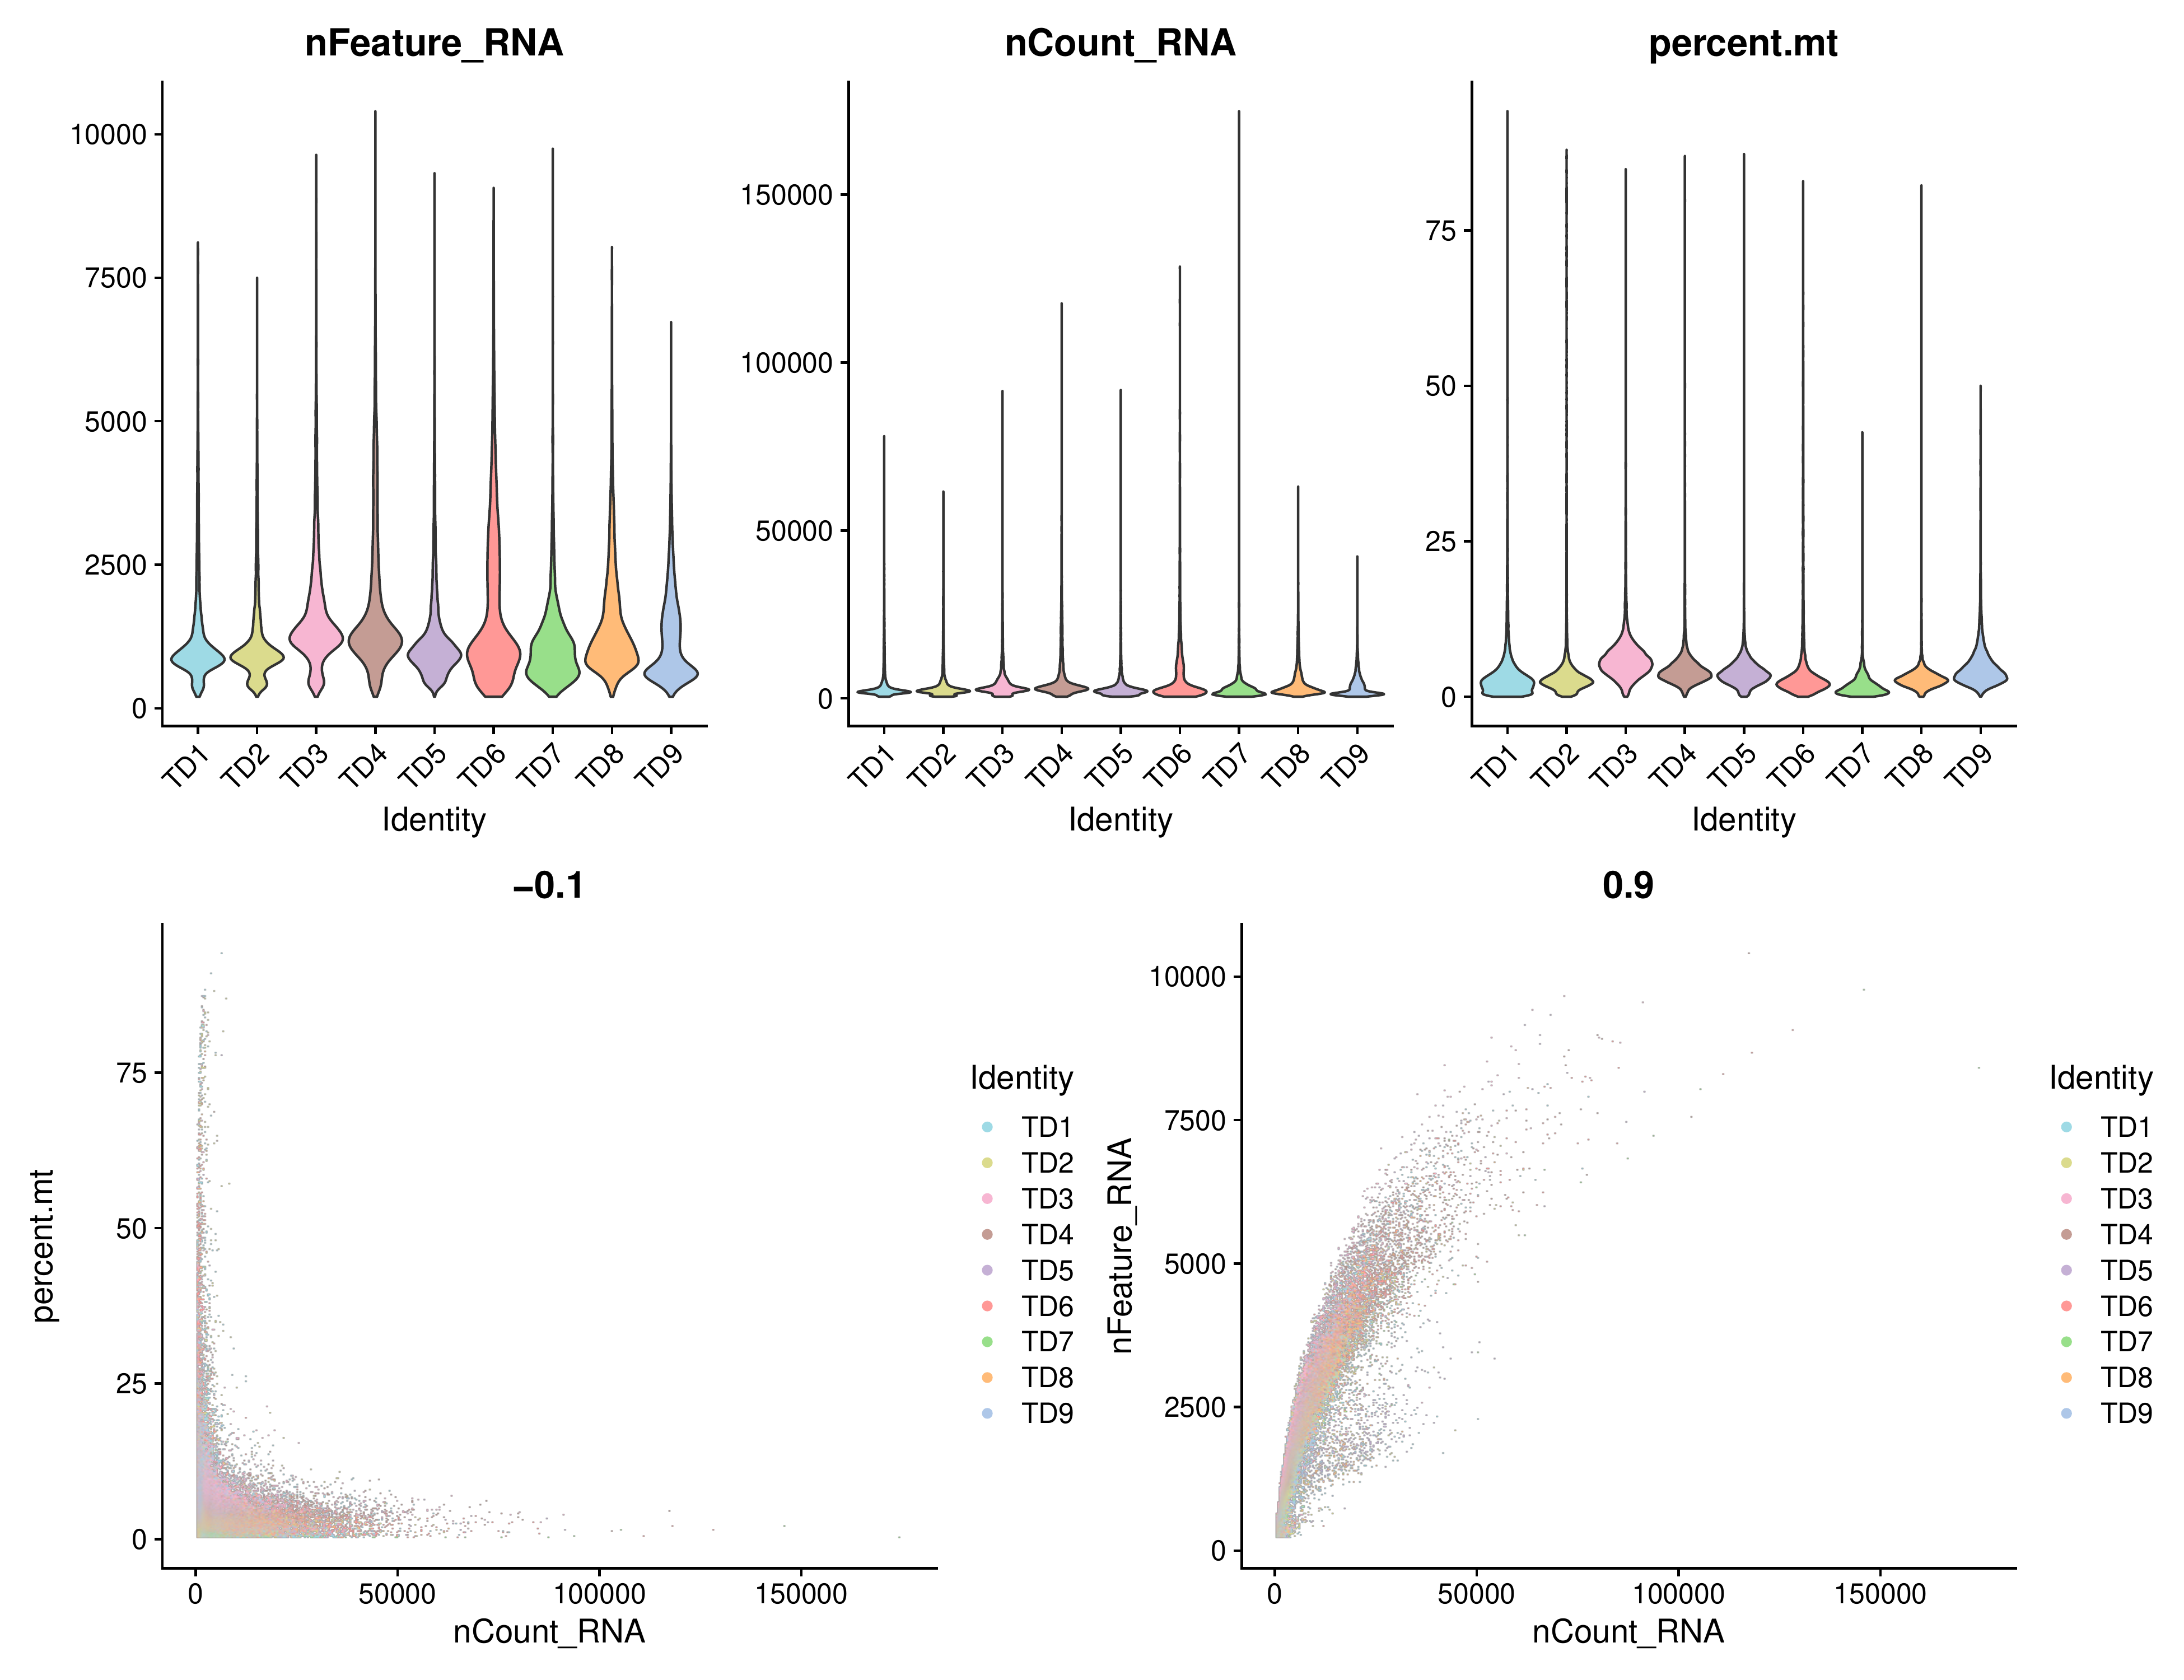 nFeature_RNA
10000
7500
5000
2500
0
TD1 TD2 TD3 TD4 TD5 TD6 TD7 TD8 TD9
Identity
nCount_RNA
150000
100000
50000
0
TD1 TD2 TD3 TD4 TD5 TD6 TD7 TD8 TD9
Identity
percent.mt
75
50
25
0
TD1 TD2 TD3 TD4 TD5 TD6 TD7 TD8 TD9
Identity
−0.1
percent.mt
75
50
25
0
0 50000 100000 150000
nCount_RNA
Identity
TD1
TD2
TD3
TD4
TD5
TD6
TD7
TD8
TD9
0.9
nFeature_RNA
10000
7500
5000
2500
0
0 50000 100000 150000
nCount_RNA
Identity
TD1
TD2
TD3
TD4
TD5
TD6
TD7
TD8
TD9